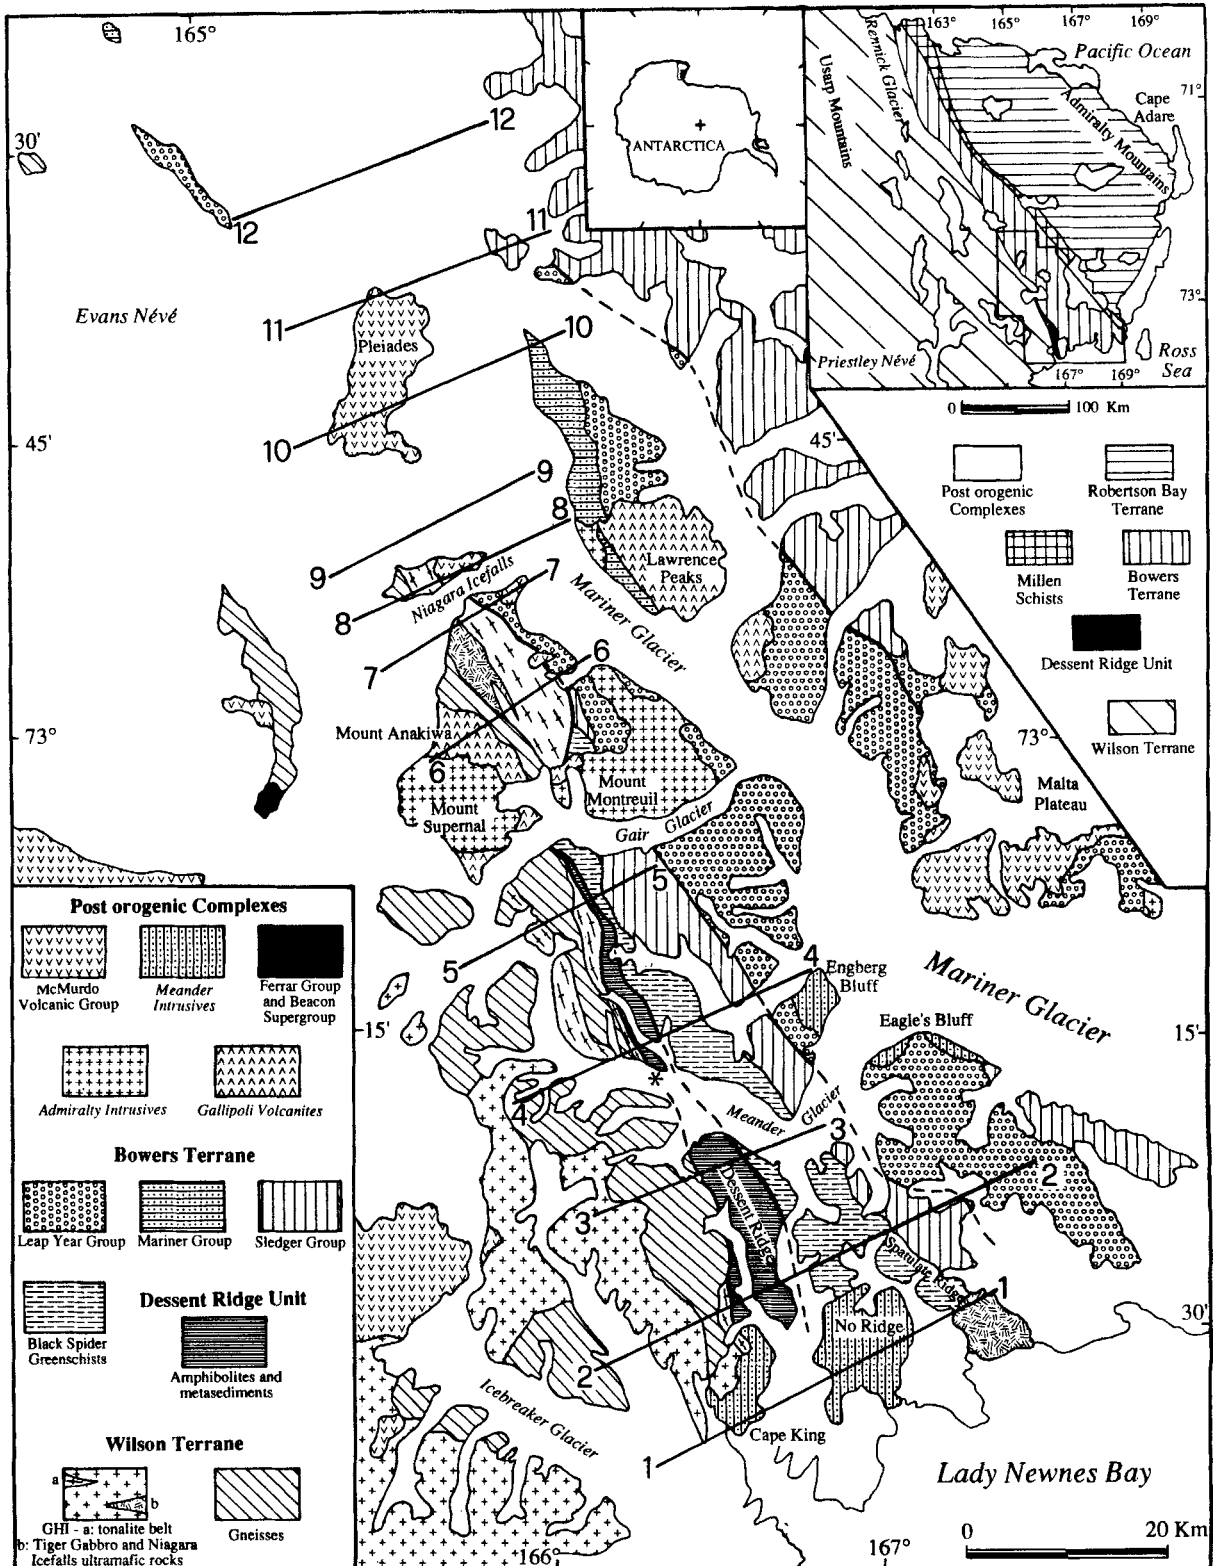 165°
30'
12
12
ANTARCTICA
163°
165°
167°
169°
Pacific Ocean
Rennick Glacier
Usarp Mountains
Admiralty Mountains
Cape
Adare
71°
73°
Priestley Névé
167°
169°
Ross
Sea
0
100 Km
11
11
Evans Névé
Pleiades
10
10
45'
45'
9
9
8
8
Niagara Icefalls
7
7
Lawrence
Peaks
Mariner Glacier
6
6
Mount Anakiwa
73°
73°
Mount
Supernal
Mount
Montreuil
Gair Glacier
Malta
Plateau
Post orogenic
Complexes
Robertson Bay
Terrane
Millen
Schists
Bowers
Terrane
Dessent Ridge Unit
Wilson Terrane
5
5
4
4
Engberg
Bluff
Mariner Glacier
15'
15'
Eagle's Bluff
*
Meander Glacier
3
3
Dessent Ridge
2
2
Spatulate Ridge
1
1
No Ridge
30'
Icebreaker Glacier
Cape King
Lady Newnes Bay
166°
167°
0
20 Km
Post orogenic Complexes
McMurdo
Volcanic Group
Meander
Intrusives
Ferrar Group
and Beacon
Supergroup
Admiralty Intrusives
Gallipoli Volcanites
Bowers Terrane
Leap Year Group
Mariner Group
Sledger Group
Black Spider
Greenschists
Dessent Ridge Unit
Amphibolites and
metasediments
Wilson Terrane
a
b
GHI - a: tonalite belt
b: Tiger Gabbro and Niagara
Icefalls ultramafic rocks
Gneisses